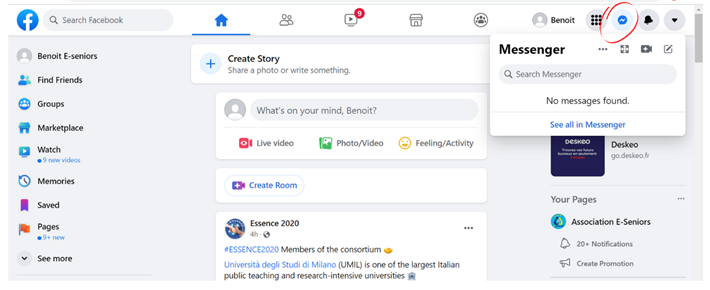 Search Facebook
9
Benoit
Benoit E-seniors
Find Friends
Groups
Marketplace
Watch
9 new videos
Memories
Saved
Pages
9+ new
See more
Create Story
Share a photo or write something.
What's on your mind, Benoit?
Live video
Photo/Video
Feeling/Activity
Create Room
Essence 2020
4h ·
#ESSENCE2020 Members of the consortium
Università degli Studi di Milano (UMIL) is one of the largest Italian
public teaching and research-intensive universities
Messenger
Search Messenger
No messages found.
See all in Messenger
DESKEO
Trouvez vos futurs
Deskeo
go.deskeo.fr
Your Pages
Association E-Seniors
20+ Notifications
Create Promotion